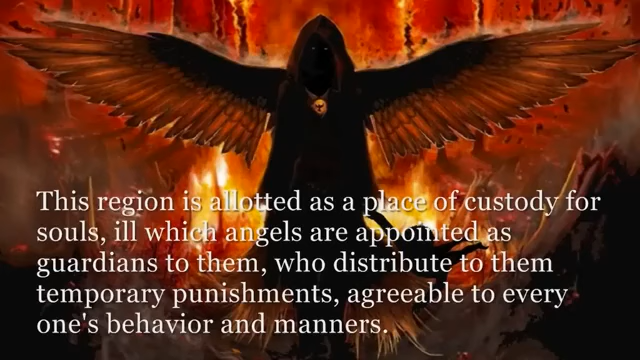 This region is allotted as a place of custody for
souls, ill which angels are appointed as
guardians to them, who distribute to them
temporary punishments, agreeable to every
one's behavior and manners.